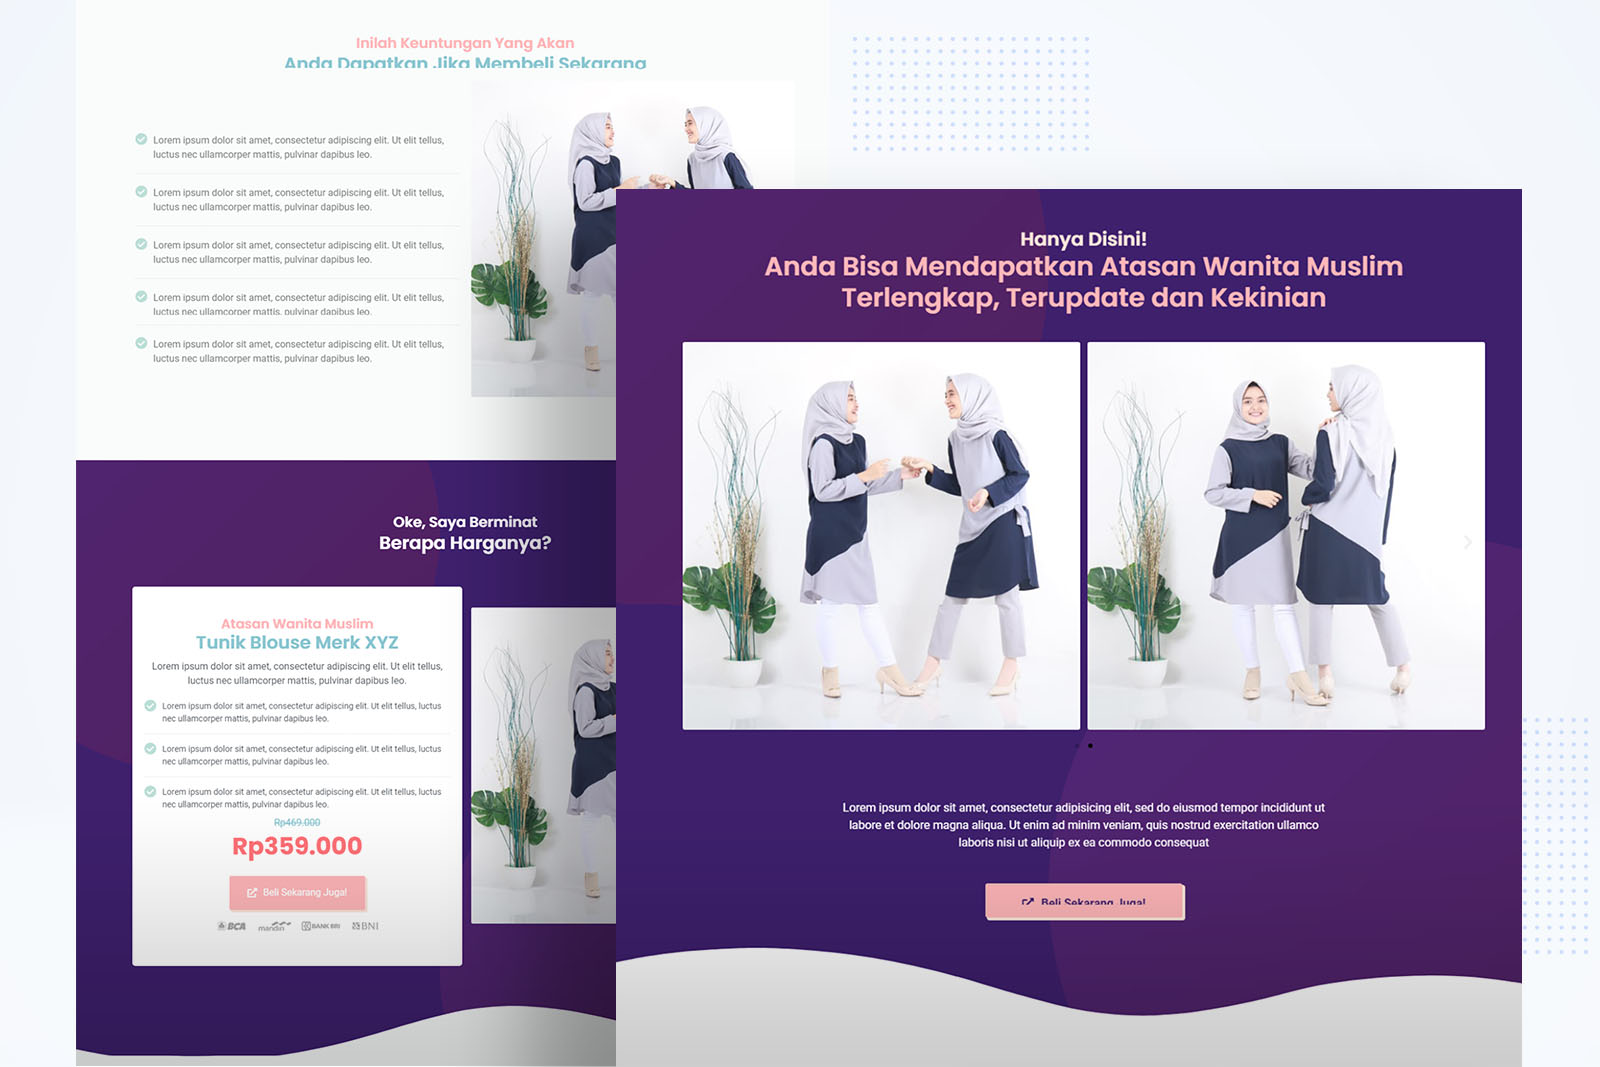 Inilah Keuntungan Yang Akan
Anda Dapatkan Jika Membeli Sekarang
Lorem ipsum dolor sit amet, consectetur adipiscing elit. Ut elit tellus,
luctus nec ullamcorper mattis, pulvinar dapibus leo.
Lorem ipsum dolor sit amet, consectetur adipiscing elit. Ut elit tellus,
luctus nec ullamcorper mattis, pulvinar dapibus leo.
Lorem ipsum dolor sit amet, consectetur adipiscing elit. Ut elit tellus,
luctus nec ullamcorper mattis, pulvinar dapibus leo.
Lorem ipsum dolor sit amet, consectetur adipiscing elit. Ut elit tellus,
luctus nec ullamcorper mattis, pulvinar dapibus leo.
Lorem ipsum dolor sit amet, consectetur adipiscing elit. Ut elit tellus,
luctus nec ullamcorper mattis, pulvinar dapibus leo.
Oke, Saya Berminat
Berapa Harganya?
Atasan Wanita Muslim
Tunik Blouse Merk XYZ
Lorem ipsum dolor sit amet, consectetur adipiscing elit. Ut elit tellus,
luctus nec ullamcorper mattis, pulvinar dapibus leo.
Lorem ipsum dolor sit amet, consectetur adipiscing elit. Ut elit tellus, luctus
nec ullamcorper mattis, pulvinar dapibus leo.
Lorem ipsum dolor sit amet, consectetur adipiscing elit. Ut elit tellus, luctus
nec ullamcorper mattis, pulvinar dapibus leo.
Lorem ipsum dolor sit amet, consectetur adipiscing elit. Ut elit tellus, luctus
nec ullamcorper mattis, pulvinar dapibus leo.
Rp469.000
Rp359.000
Beli Sekarang Juga!
BCA mandiri BANK BRI BNI
Hanya Disini!
Anda Bisa Mendapatkan Atasan Wanita Muslim
Terlengkap, Terupdate dan Kekinian
Lorem ipsum dolor sit amet, consectetur adipisicing elit, sed do eiusmod tempor incididunt ut
labore et dolore magna aliqua. Ut enim ad minim veniam, quis nostrud exercitation ullamco
laboris nisi ut aliquip ex ea commodo consequat
Beli Sekarang Juga!